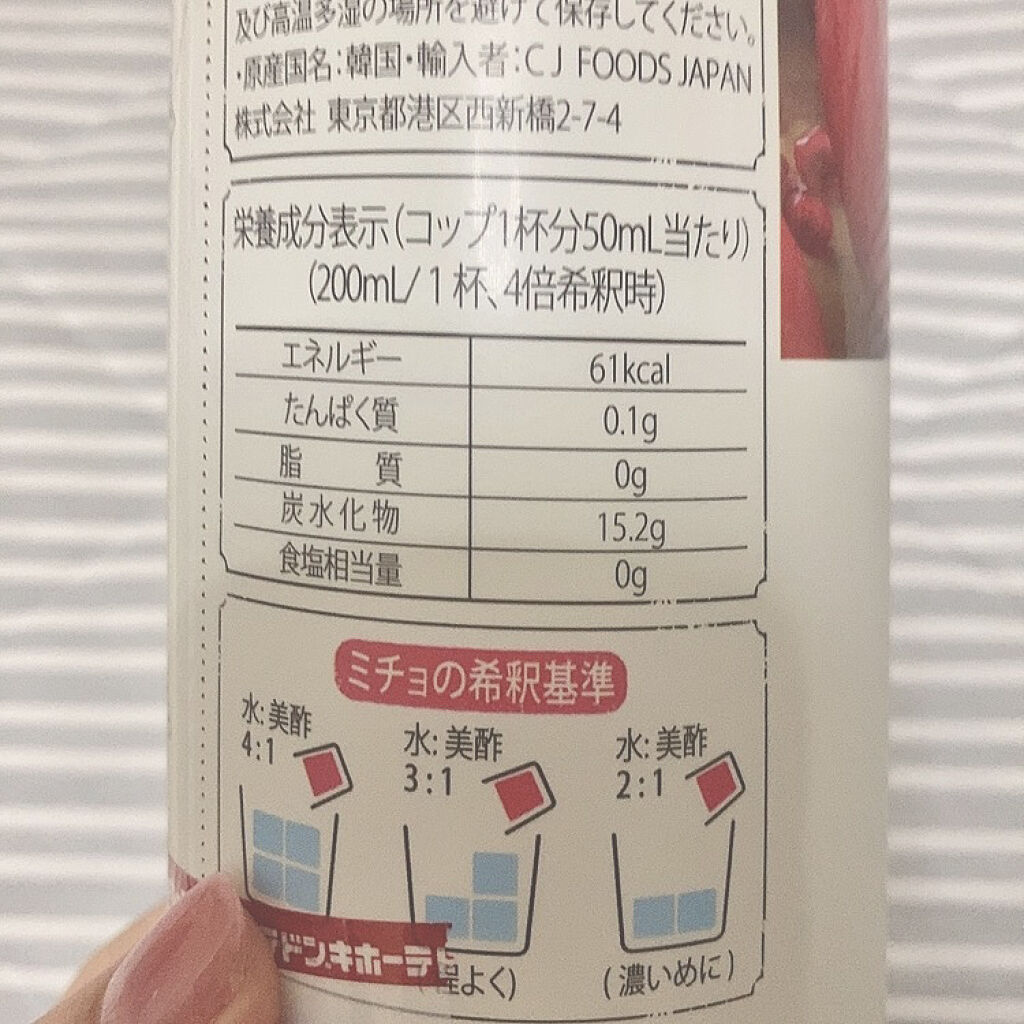 及び高温多湿の場所を避けて保存してください。
・原産国名:韓国・輸入者:CJ FOODS JAPAN
株式会社 東京都港区西新橋2-7-4
栄養成分表示(コップ1杯分50mL当たり)
(200mL/1杯、4倍希釈時)
エネルギー 61kcal
たんぱく質 0.1g
脂 質 0g
炭水化物 15.2g
食塩相当量 0g
ミチョの希釈基準
水:美酢 水:美酢 水:美酢
4:1 3:1 2:1
ドン.キホーテ
程よく) (濃いめに)